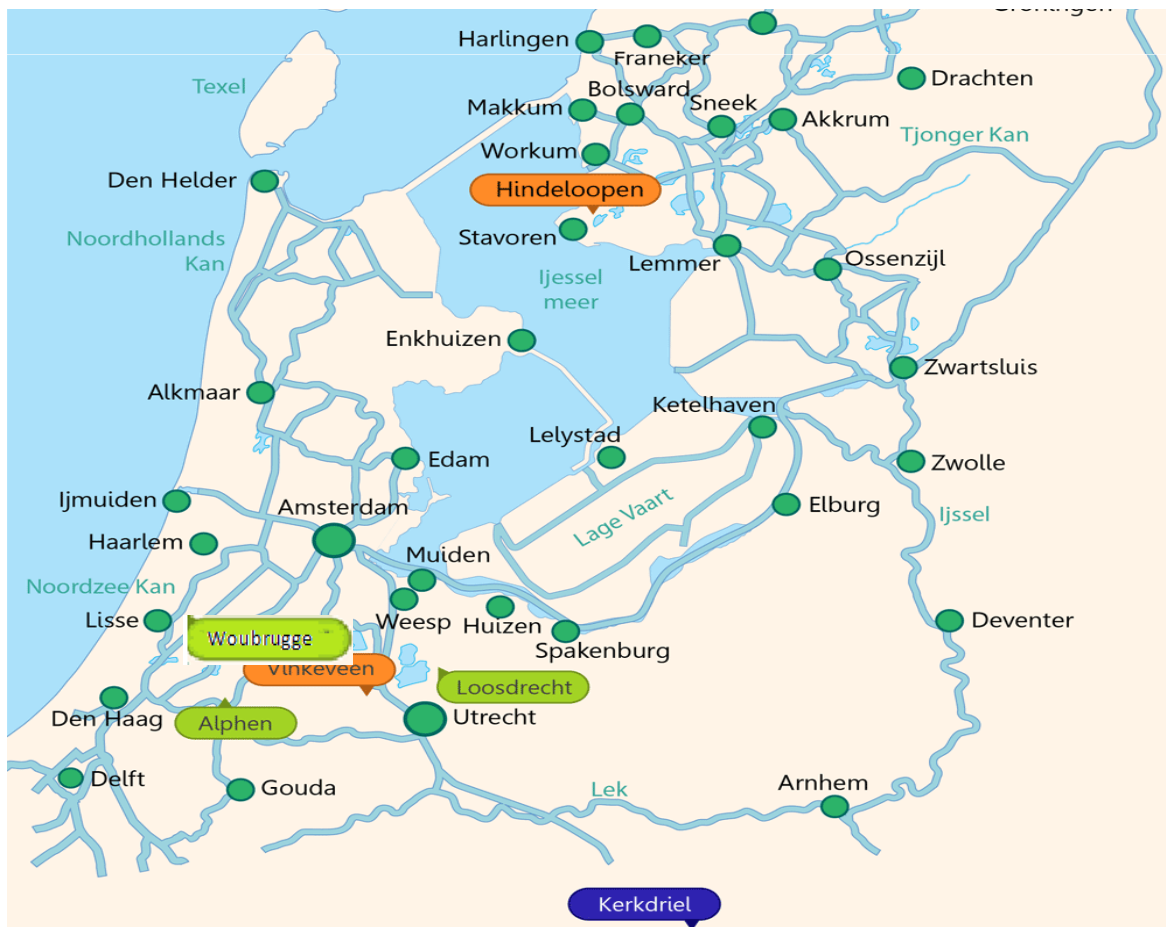 Groningen
Harlingen
Franeker
Drachten
Texel
Makkum
Bolsward
Sneek
Akkrum
Tjonger Kan
Workum
Den Helder
Hindeloopen
Noordhollands
Kan
Stavoren
Lemmer
Ossenzijl
Ijessel
meer
Enkhuizen
Zwartsluis
Alkmaar
Ketelhaven
Lelystad
Edam
Zwolle
Ijmuiden
Amsterdam
Lage Vaart
Elburg
Ijssel
Haarlem
Muiden
Noordzee Kan
Lisse
Weesp
Huizen
Deventer
Woubrugge
Spakenburg
Vinkeveen
Loosdrecht
Den Haag
Alphen
Utrecht
Delft
Gouda
Lek
Arnhem
Kerkdriel